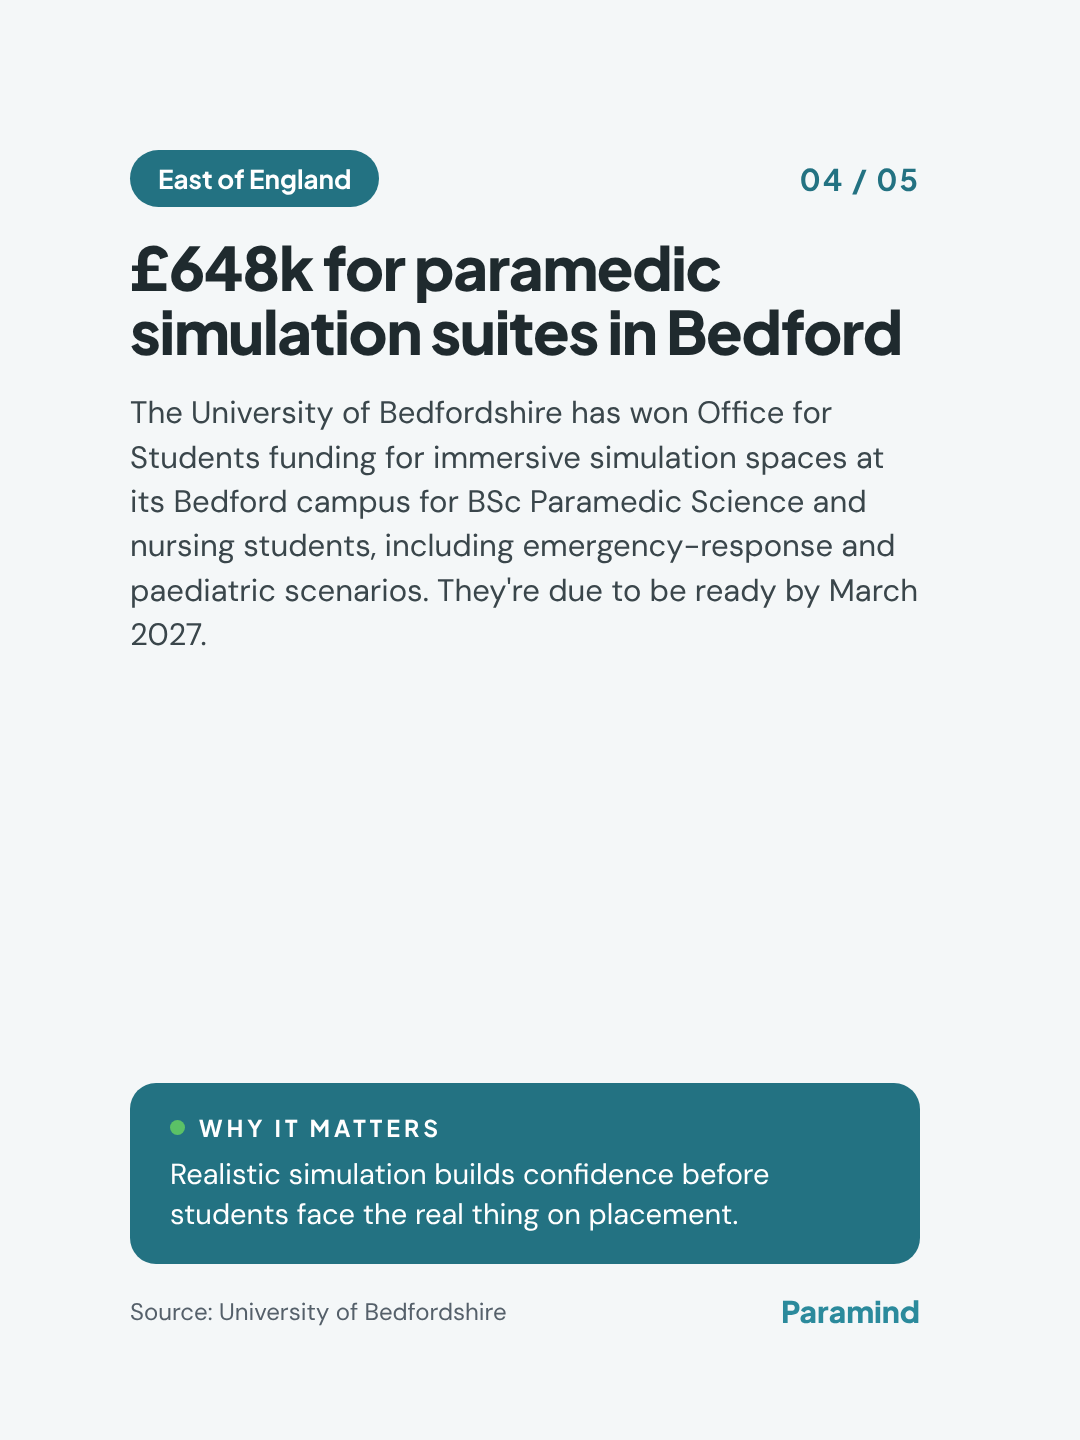 East of England
04 / 05
£648k for paramedic
simulation suites in Bedford
The University of Bedfordshire has won Office for
Students funding for immersive simulation spaces at
its Bedford campus for BSc Paramedic Science and
nursing students, including emergency-response and
paediatric scenarios. They're due to be ready by March
2027.
WHY IT MATTERS
Realistic simulation builds confidence before
students face the real thing on placement.
Source: University of Bedfordshire
Paramind